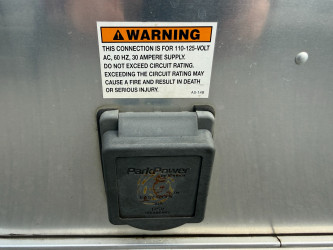 WARNING
THIS CONNECTION IS FOR 110-125-VOLT
AC, 60 HZ, 30 AMPERE SUPPLY.
DO NOT EXCEED CIRCUIT RATING.
EXCEEDING THE CIRCUIT RATING MAY
CAUSE A FIRE AND RESULT IN DEATH
OR SERIOUS INJURY.
ParkPower